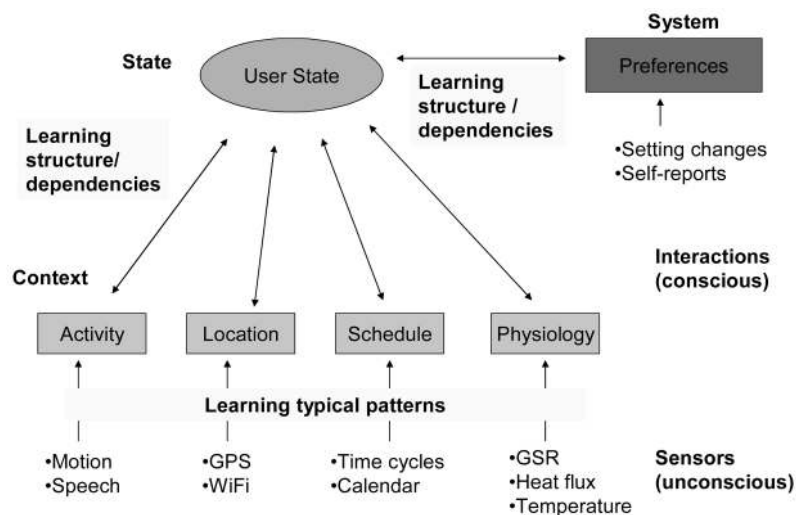 System
State
User State
Preferences
Learning
structure /
dependencies
Learning
structure/
dependencies
•Setting changes
•Self-reports
Interactions
(conscious)
Context
Activity
Location
Schedule
Physiology
Learning typical patterns
•Motion
•Speech
•GPS
•WiFi
•Time cycles
•Calendar
•GSR
•Heat flux
•Temperature
Sensors
(unconscious)